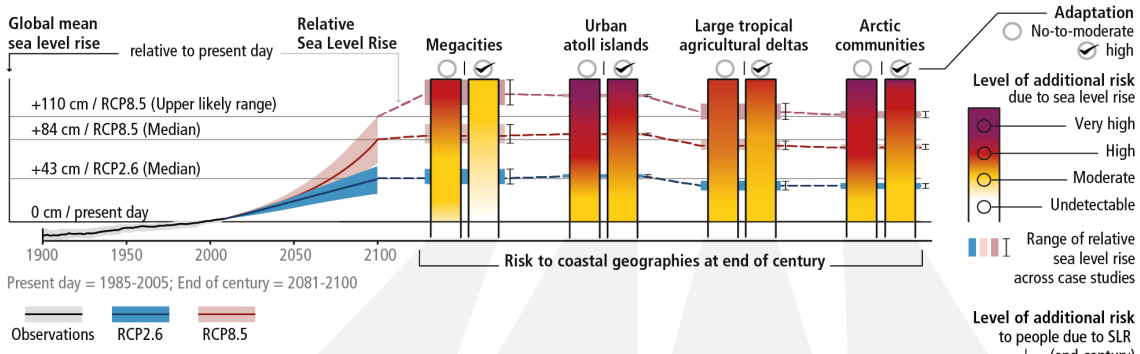 Global mean
sea level rise
relative to present day
Relative
Sea Level Rise
Megacities
Urban
atoll islands
Large tropical
agricultural deltas
Arctic
communities
Adaptation
No-to-moderate
high
+110 cm / RCP8.5 (Upper likely range)
+84 cm / RCP8.5 (Median)
+43 cm / RCP2.6 (Median)
0 cm / present day
1900
1950
2000
2050
2100
Present day = 1985-2005; End of century = 2081-2100
Observations
RCP2.6
RCP8.5
Risk to coastal geographies at end of century
Level of additional risk
due to sea level rise
Very high
High
Moderate
Undetectable
Range of relative
sea level rise
across case studies
Level of additional risk
to people due to SLR
(end-century)